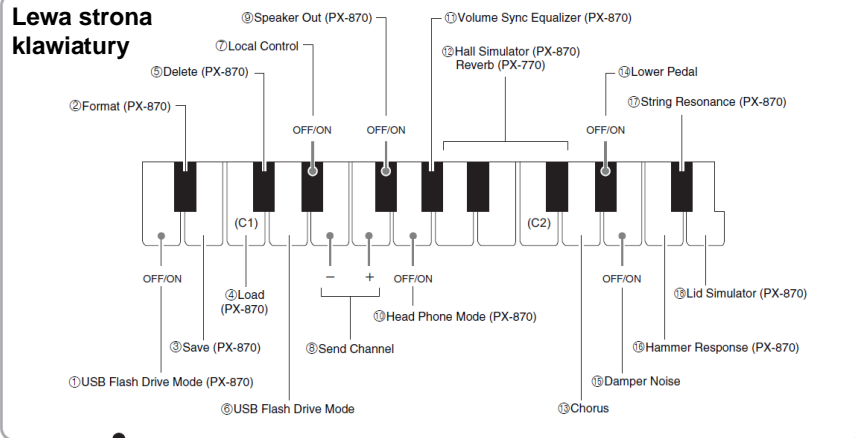 Lewa strona
klawiatury
⑨Speaker Out (PX-870)
⑪Volume Sync Equalizer (PX-870)
⑦Local Control
⑫Hall Simulator (PX-870)
Reverb (PX-770)
⑤Delete (PX-870)
⑭Lower Pedal
②Format (PX-870)
⑰String Resonance (PX-870)
OFF/ON
OFF/ON
OFF/ON
(C1)
(C2)
OFF/ON
−
+
OFF/ON
OFF/ON
④Load
(PX-870)
⑱Lid Simulator (PX-870)
⑩Head Phone Mode (PX-870)
③Save (PX-870)
⑧Send Channel
⑯Hammer Response (PX-870)
①USB Flash Drive Mode (PX-870)
⑮Damper Noise
⑥USB Flash Drive Mode
⑬Chorus